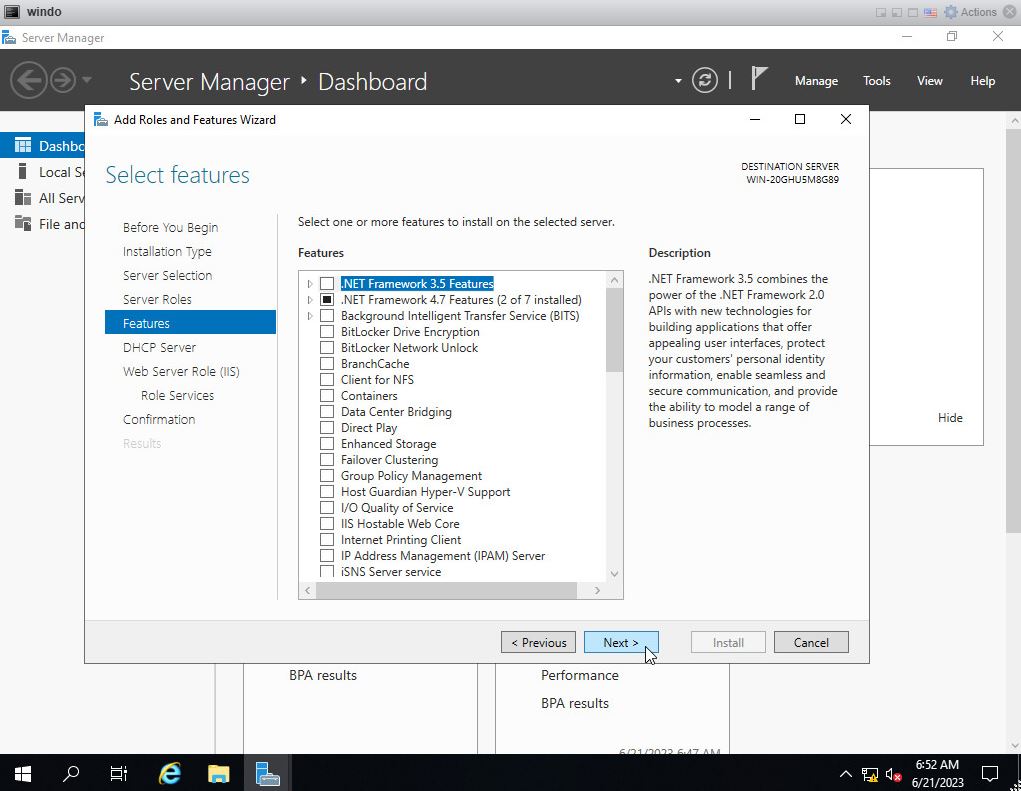 windo
Actions
Server Manager
Server Manager ‣ Dashboard
Manage
Tools
View
Help
Add Roles and Features Wizard
Dashbo
Local Se
All Serv
File and
Select features
DESTINATION SERVER
WIN-20GHU5M8G89
Before You Begin
Installation Type
Server Selection
Server Roles
Features
DHCP Server
Web Server Role (IIS)
Role Services
Confirmation
Results
Select one or more features to install on the selected server.
Features
.NET Framework 3.5 Features
.NET Framework 4.7 Features (2 of 7 installed)
Background Intelligent Transfer Service (BITS)
BitLocker Drive Encryption
BitLocker Network Unlock
BranchCache
Client for NFS
Containers
Data Center Bridging
Direct Play
Enhanced Storage
Failover Clustering
Group Policy Management
Host Guardian Hyper-V Support
I/O Quality of Service
IIS Hostable Web Core
Internet Printing Client
IP Address Management (IPAM) Server
iSNS Server service
Description
.NET Framework 3.5 combines the
power of the .NET Framework 2.0
APIs with new technologies for
building applications that offer
appealing user interfaces, protect
your customers' personal identity
information, enable seamless and
secure communication, and provide
the ability to model a range of
business processes.
Hide
< Previous
Next >
Install
Cancel
BPA results
Performance
BPA results
6/21/2023 6:47 AM
6:52 AM
6/21/2023